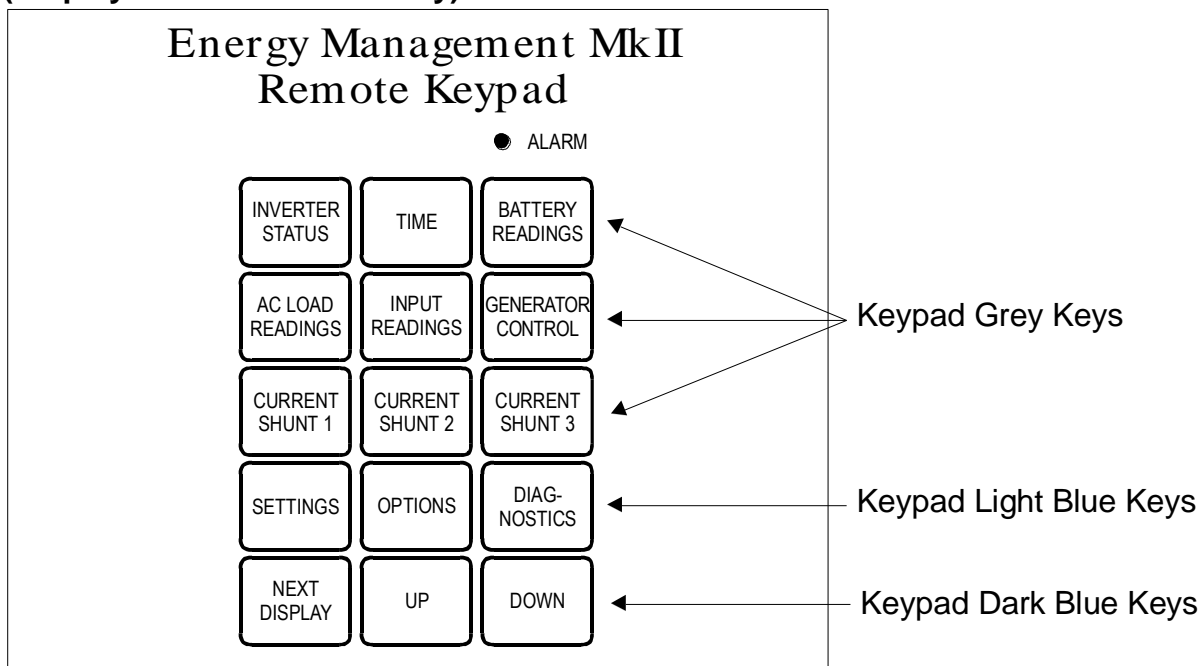 Energy Management MkII
Remote Keypad
ALARM
INVERTER
STATUS
TIME
BATTERY
READINGS
AC LOAD
READINGS
INPUT
READINGS
GENERATOR
CONTROL
Keypad Grey Keys
CURRENT
SHUNT 1
CURRENT
SHUNT 2
CURRENT
SHUNT 3
SETTINGS
OPTIONS
DIAG-
NOSTICS
Keypad Light Blue Keys
NEXT
DISPLAY
UP
DOWN
Keypad Dark Blue Keys